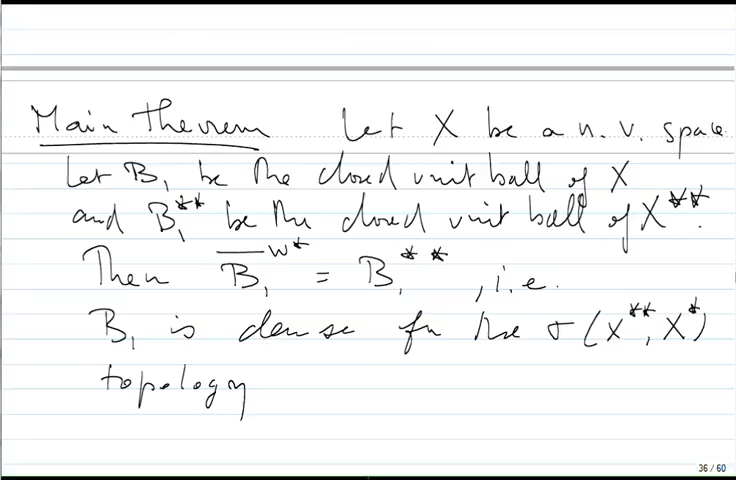 Main Theorem Let X be a n. v. space
Let B₁ be the closed unit ball of X
and B₁** be the closed unit ball of X**.
Then B̅₁ʷ* = B₁**, i.e.
B₁ is dense for the σ(X**, X*)
topology
36 / 60